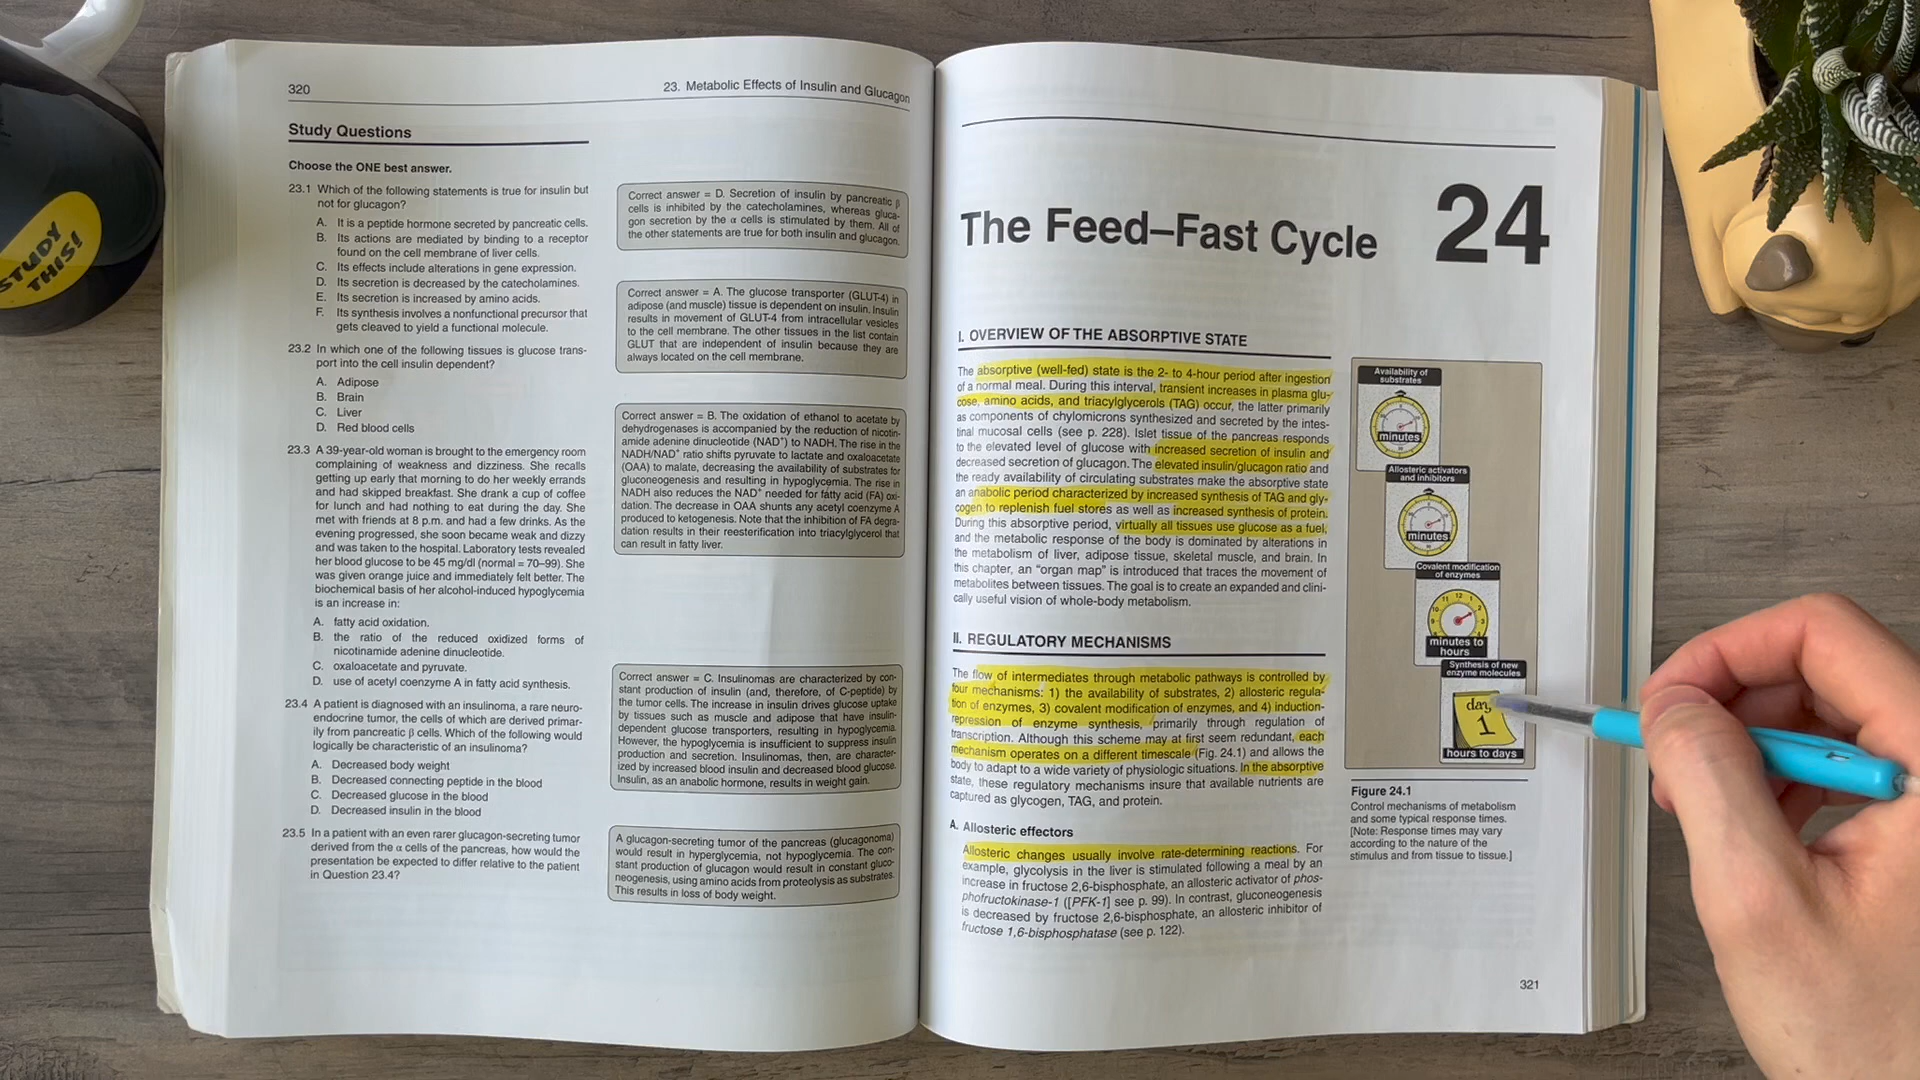 STUDY
THIS!
320
23. Metabolic Effects of Insulin and Glucagon
Study Questions
Choose the ONE best answer.
23.1 Which of the following statements is true for insulin but
not for glucagon?
A. It is a peptide hormone secreted by pancreatic cells.
B. Its actions are mediated by binding to a receptor
found on the cell membrane of liver cells.
C. Its effects include alterations in gene expression.
D. Its secretion is decreased by the catecholamines.
E. Its secretion is increased by amino acids.
F. Its synthesis involves a nonfunctional precursor that
gets cleaved to yield a functional molecule.
23.2 In which one of the following tissues is glucose trans-
port into the cell insulin dependent?
A. Adipose
B. Brain
C. Liver
D. Red blood cells
23.3 A 39-year-old woman is brought to the emergency room
complaining of weakness and dizziness. She recalls
getting up early that morning to do her weekly errands
and had skipped breakfast. She drank a cup of coffee
for lunch and had nothing to eat during the day. She
met with friends at 8 p.m. and had a few drinks. As the
evening progressed, she soon became weak and dizzy
and was taken to the hospital. Laboratory tests revealed
her blood glucose to be 45 mg/dl (normal = 70–99). She
was given orange juice and immediately felt better. The
biochemical basis of her alcohol-induced hypoglycemia
is an increase in:
A. fatty acid oxidation.
B. the ratio of the reduced oxidized forms of
nicotinamide adenine dinucleotide.
C. oxaloacetate and pyruvate.
D. use of acetyl coenzyme A in fatty acid synthesis.
23.4 A patient is diagnosed with an insulinoma, a rare neuro-
endocrine tumor, the cells of which are derived primar-
ily from pancreatic β cells. Which of the following would
logically be characteristic of an insulinoma?
A. Decreased body weight
B. Decreased connecting peptide in the blood
C. Decreased glucose in the blood
D. Decreased insulin in the blood
23.5 In a patient with an even rarer glucagon-secreting tumor
derived from the α cells of the pancreas, how would the
presentation be expected to differ relative to the patient
in Question 23.4?
Correct answer = D. Secretion of insulin by pancreatic β
cells is inhibited by the catecholamines, whereas gluca-
gon secretion by the α cells is stimulated by them. All of
the other statements are true for both insulin and glucagon.
Correct answer = A. The glucose transporter (GLUT-4) in
adipose (and muscle) tissue is dependent on insulin. Insulin
results in movement of GLUT-4 from intracellular vesicles
to the cell membrane. The other tissues in the list contain
GLUT that are independent of insulin because they are
always located on the cell membrane.
Correct answer = B. The oxidation of ethanol to acetate by
dehydrogenases is accompanied by the reduction of nicotin-
amide adenine dinucleotide (NAD⁺) to NADH. The rise in the
NADH/NAD⁺ ratio shifts pyruvate to lactate and oxaloacetate
(OAA) to malate, decreasing the availability of substrates for
gluconeogenesis and resulting in hypoglycemia. The rise in
NADH also reduces the NAD⁺ needed for fatty acid (FA) oxi-
dation. The decrease in OAA shunts any acetyl coenzyme A
produced to ketogenesis. Note that the inhibition of FA degra-
dation results in their reesterification into triacylglycerol that
can result in fatty liver.
Correct answer = C. Insulinomas are characterized by con-
stant production of insulin (and, therefore, of C-peptide) by
the tumor cells. The increase in insulin drives glucose uptake
by tissues such as muscle and adipose that have insulin-
dependent glucose transporters, resulting in hypoglycemia.
However, the hypoglycemia is insufficient to suppress insulin
production and secretion. Insulinomas, then, are character-
ized by increased blood insulin and decreased blood glucose.
Insulin, as an anabolic hormone, results in weight gain.
A glucagon-secreting tumor of the pancreas (glucagonoma)
would result in hyperglycemia, not hypoglycemia. The con-
stant production of glucagon would result in constant gluco-
neogenesis, using amino acids from proteolysis as substrates.
This results in loss of body weight.
The Feed–Fast Cycle 24
I. OVERVIEW OF THE ABSORPTIVE STATE
The absorptive (well-fed) state is the 2- to 4-hour period after ingestion
of a normal meal. During this interval, transient increases in plasma glu-
cose, amino acids, and triacylglycerols (TAG) occur, the latter primarily
as components of chylomicrons synthesized and secreted by the intes-
tinal mucosal cells (see p. 228). Islet tissue of the pancreas responds
to the elevated level of glucose with increased secretion of insulin and
decreased secretion of glucagon. The elevated insulin/glucagon ratio and
the ready availability of circulating substrates make the absorptive state
an anabolic period characterized by increased synthesis of TAG and gly-
cogen to replenish fuel stores as well as increased synthesis of protein.
During this absorptive period, virtually all tissues use glucose as a fuel,
and the metabolic response of the body is dominated by alterations in
the metabolism of liver, adipose tissue, skeletal muscle, and brain. In
this chapter, an “organ map” is introduced that traces the movement of
metabolites between tissues. The goal is to create an expanded and clini-
cally useful vision of whole-body metabolism.
II. REGULATORY MECHANISMS
The flow of intermediates through metabolic pathways is controlled by
four mechanisms: 1) the availability of substrates, 2) allosteric regula-
tion of enzymes, 3) covalent modification of enzymes, and 4) induction-
repression of enzyme synthesis, primarily through regulation of
transcription. Although this scheme may at first seem redundant, each
mechanism operates on a different timescale (Fig. 24.1) and allows the
body to adapt to a wide variety of physiologic situations. In the absorptive
state, these regulatory mechanisms insure that available nutrients are
captured as glycogen, TAG, and protein.
A. Allosteric effectors
Allosteric changes usually involve rate-determining reactions. For
example, glycolysis in the liver is stimulated following a meal by an
increase in fructose 2,6-bisphosphate, an allosteric activator of phos-
phofructokinase-1 ([PFK-1] see p. 99). In contrast, gluconeogenesis
is decreased by fructose 2,6-bisphosphate, an allosteric inhibitor of
fructose 1,6-bisphosphatase (see p. 122).
Availability of
substrates
minutes
Allosteric activators
and inhibitors
minutes
Covalent modification
of enzymes
minutes to
hours
Synthesis of new
enzyme molecules
day
1
hours to days
Figure 24.1
Control mechanisms of metabolism
and some typical response times.
[Note: Response times may vary
according to the nature of the
stimulus and from tissue to tissue.]
321